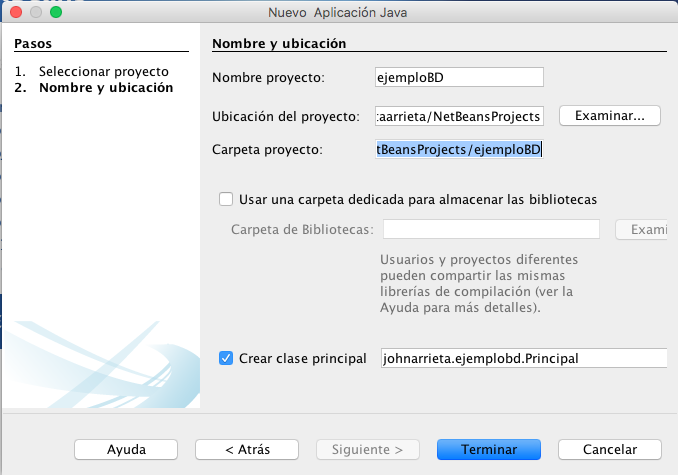 Nuevo Aplicación Java
Pasos
1. Seleccionar proyecto
2. Nombre y ubicación
Nombre y ubicación
Nombre proyecto: ejemploBD
Ubicación del proyecto: taarrieta/NetBeansProjects Examinar...
Carpeta proyecto: tBeansProjects/ejemploBD
Usar una carpeta dedicada para almacenar las bibliotecas
Carpeta de Bibliotecas: Exami
Usuarios y proyectos diferentes
pueden compartir las mismas
librerías de compilación (ver la
Ayuda para más detalles).
Crear clase principal johnarrieta.ejemplobd.Principal
Ayuda < Atrás Siguiente > Terminar Cancelar